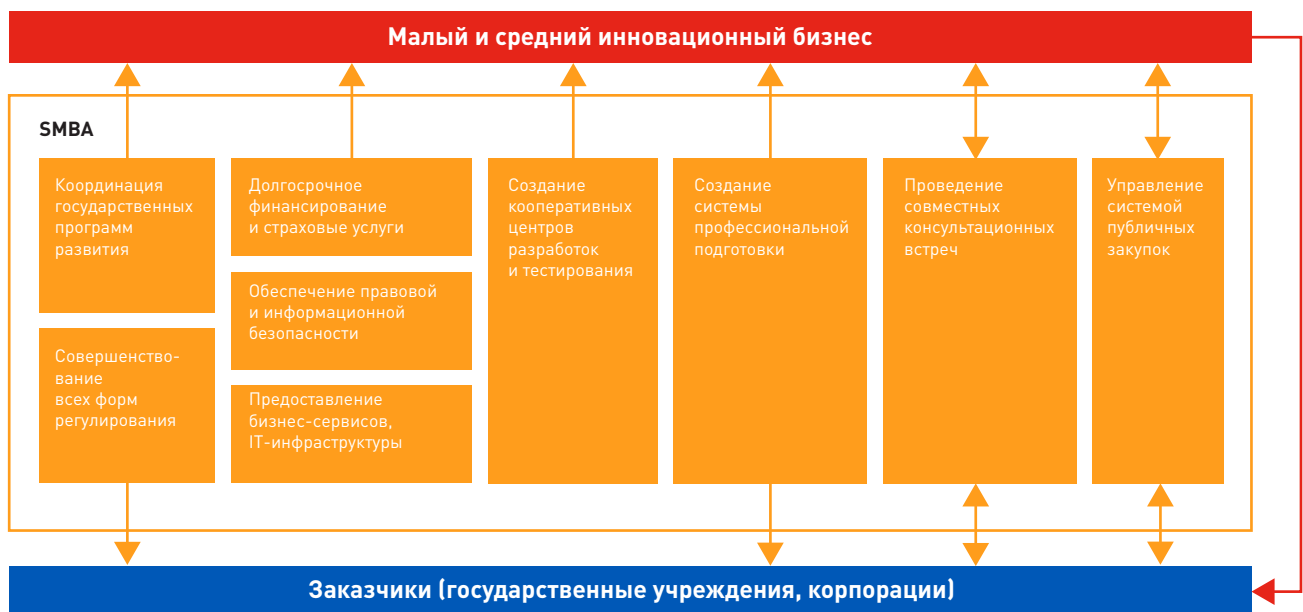 Малый и средний инновационный бизнес
SMBA
Координация
государственных
программ
развития
Совершенство-
вание
всех форм
регулирования
Долгосрочное
финансирование
и страховые услуги
Обеспечение правовой
и информационной
безопасности
Предоставление
бизнес-сервисов,
IT-инфраструктуры
Создание
кооперативных
центров
разработок
и тестирования
Создание
системы
профессиональной
подготовки
Проведение
совместных
консультационных
встреч
Управление
системой
публичных
закупок
Заказчики (государственные учреждения, корпорации)